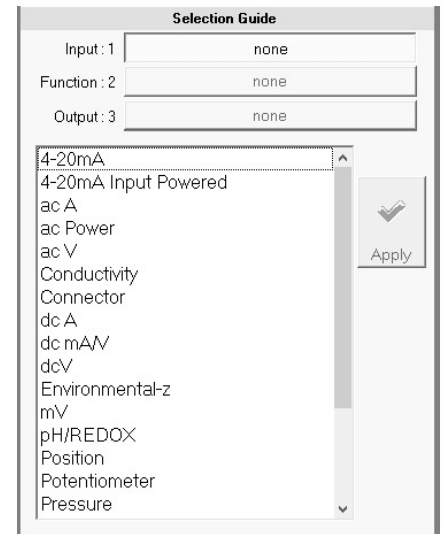 Selection Guide
Input : 1 none
Function : 2 none
Output : 3 none
4-20mA
4-20mA Input Powered
ac A
ac Power
ac V
Conductivity
Connector
dc A
dc mA/V
dcV
Environmental-z
mV
pH/REDOX
Position
Potentiometer
Pressure
Apply